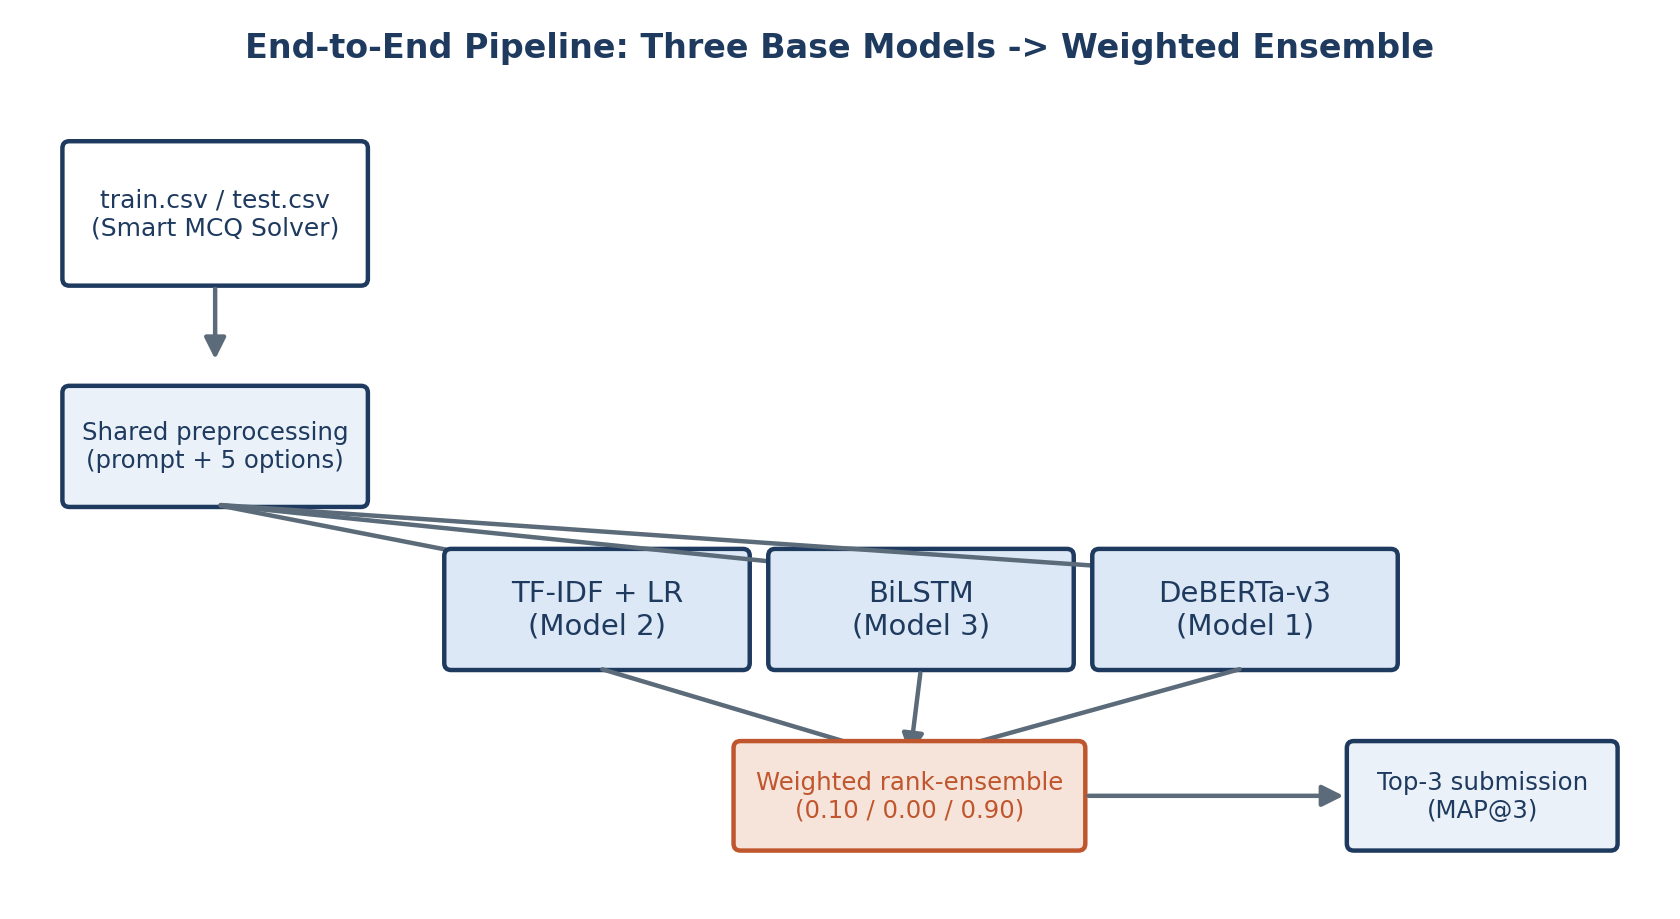 End-to-End Pipeline: Three Base Models -> Weighted Ensemble
train.csv / test.csv
(Smart MCQ Solver)
Shared preprocessing
(prompt + 5 options)
TF-IDF + LR
(Model 2)
BiLSTM
(Model 3)
DeBERTa-v3
(Model 1)
Weighted rank-ensemble
(0.10 / 0.00 / 0.90)
Top-3 submission
(MAP@3)